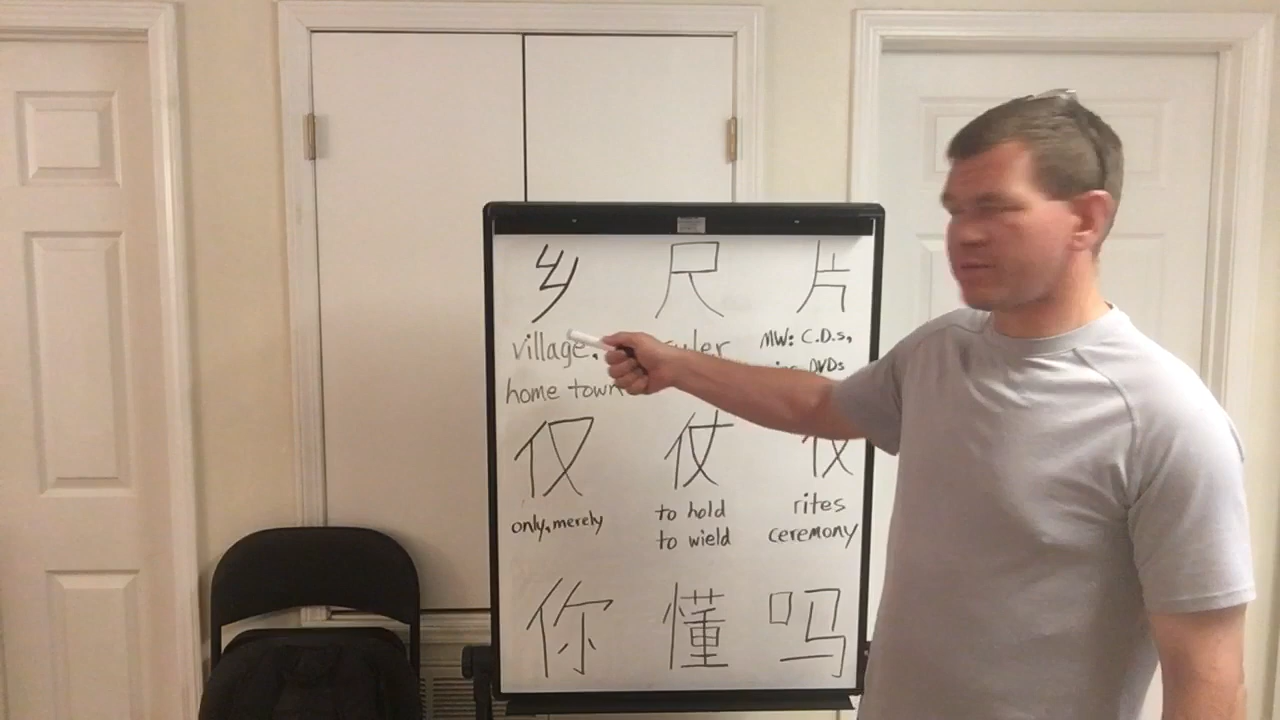 乡 尺 片
village, ruler MW: C.D.s,
home town DVDs
仅 仗 仪
only, merely to hold rites
to wield ceremony
你 懂 吗